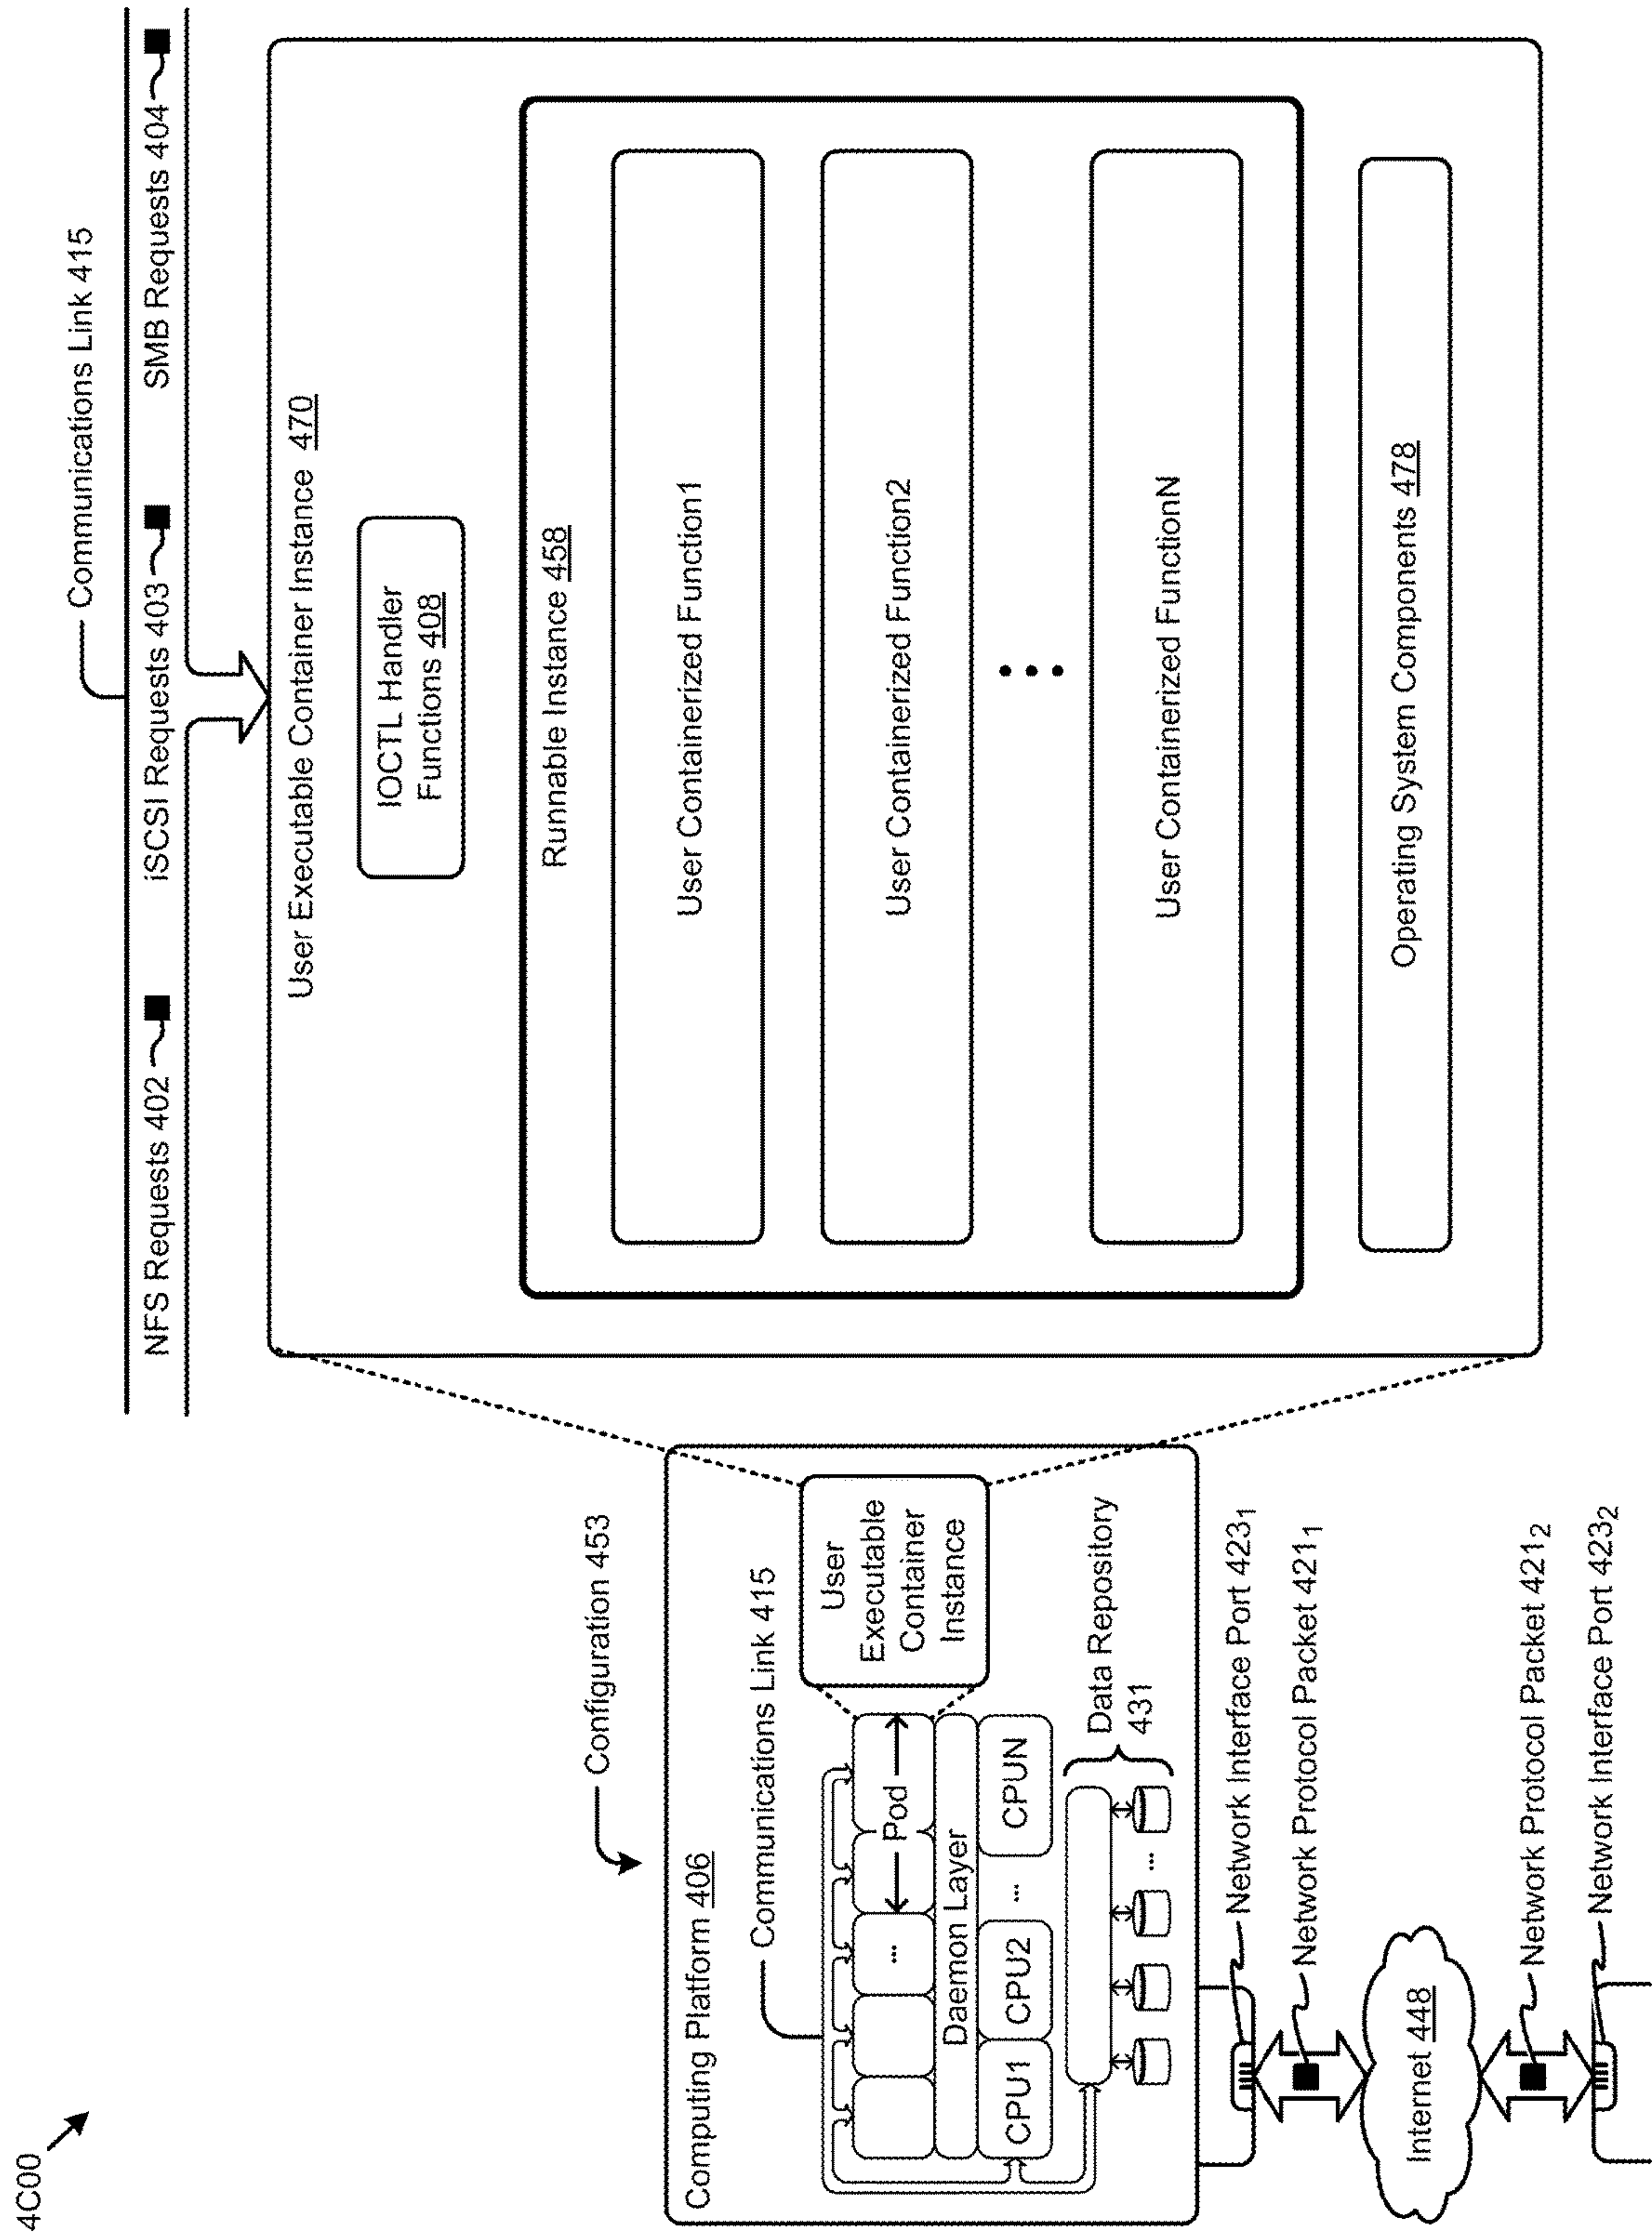 4C00
Communications Link 415
NFS Requests 402
iSCSI Requests 403
SMB Requests 404
User Executable Container Instance 470
IOCTL Handler
Functions 408
Runnable Instance 458
User Containerized Function1
User Containerized Function2
•••
User Containerized FunctionN
Operating System Components 478
Configuration 453
Computing Platform 406
Communications Link 415
User
Executable
Container
Instance
...
Pod
Daemon Layer
CPU1
CPU2
...
CPUN
Data Repository
431
...
Network Interface Port 423₁
Network Protocol Packet 421₁
Internet 448
Network Protocol Packet 421₂
Network Interface Port 423₂